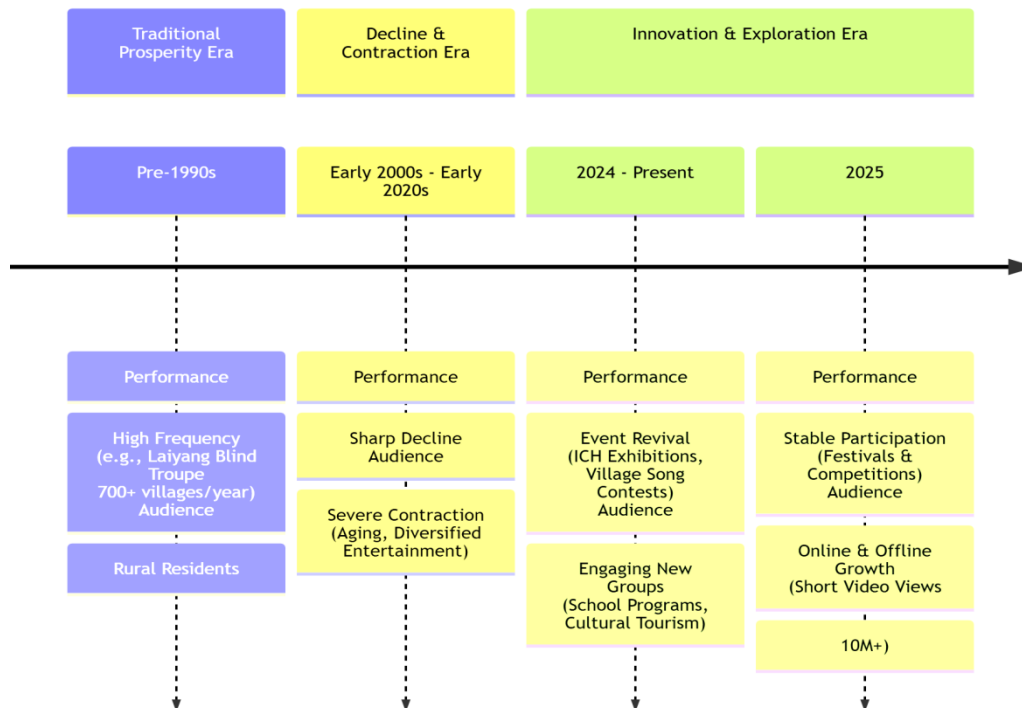 Traditional
Prosperity Era
Decline &
Contraction Era
Innovation & Exploration Era
Pre-1990s
Early 2000s - Early
2020s
2024 - Present
2025
Performance
High Frequency
(e.g., Laiyang Blind
Troupe
700+ villages/year)
Audience
Rural Residents
Performance
Sharp Decline
Audience
Severe Contraction
(Aging, Diversified
Entertainment)
Performance
Event Revival
(ICH Exhibitions,
Village Song
Contests)
Audience
Engaging New
Groups
(School Programs,
Cultural Tourism)
Performance
Stable Participation
(Festivals &
Competitions)
Audience
Online & Offline
Growth
(Short Video Views
10M+)